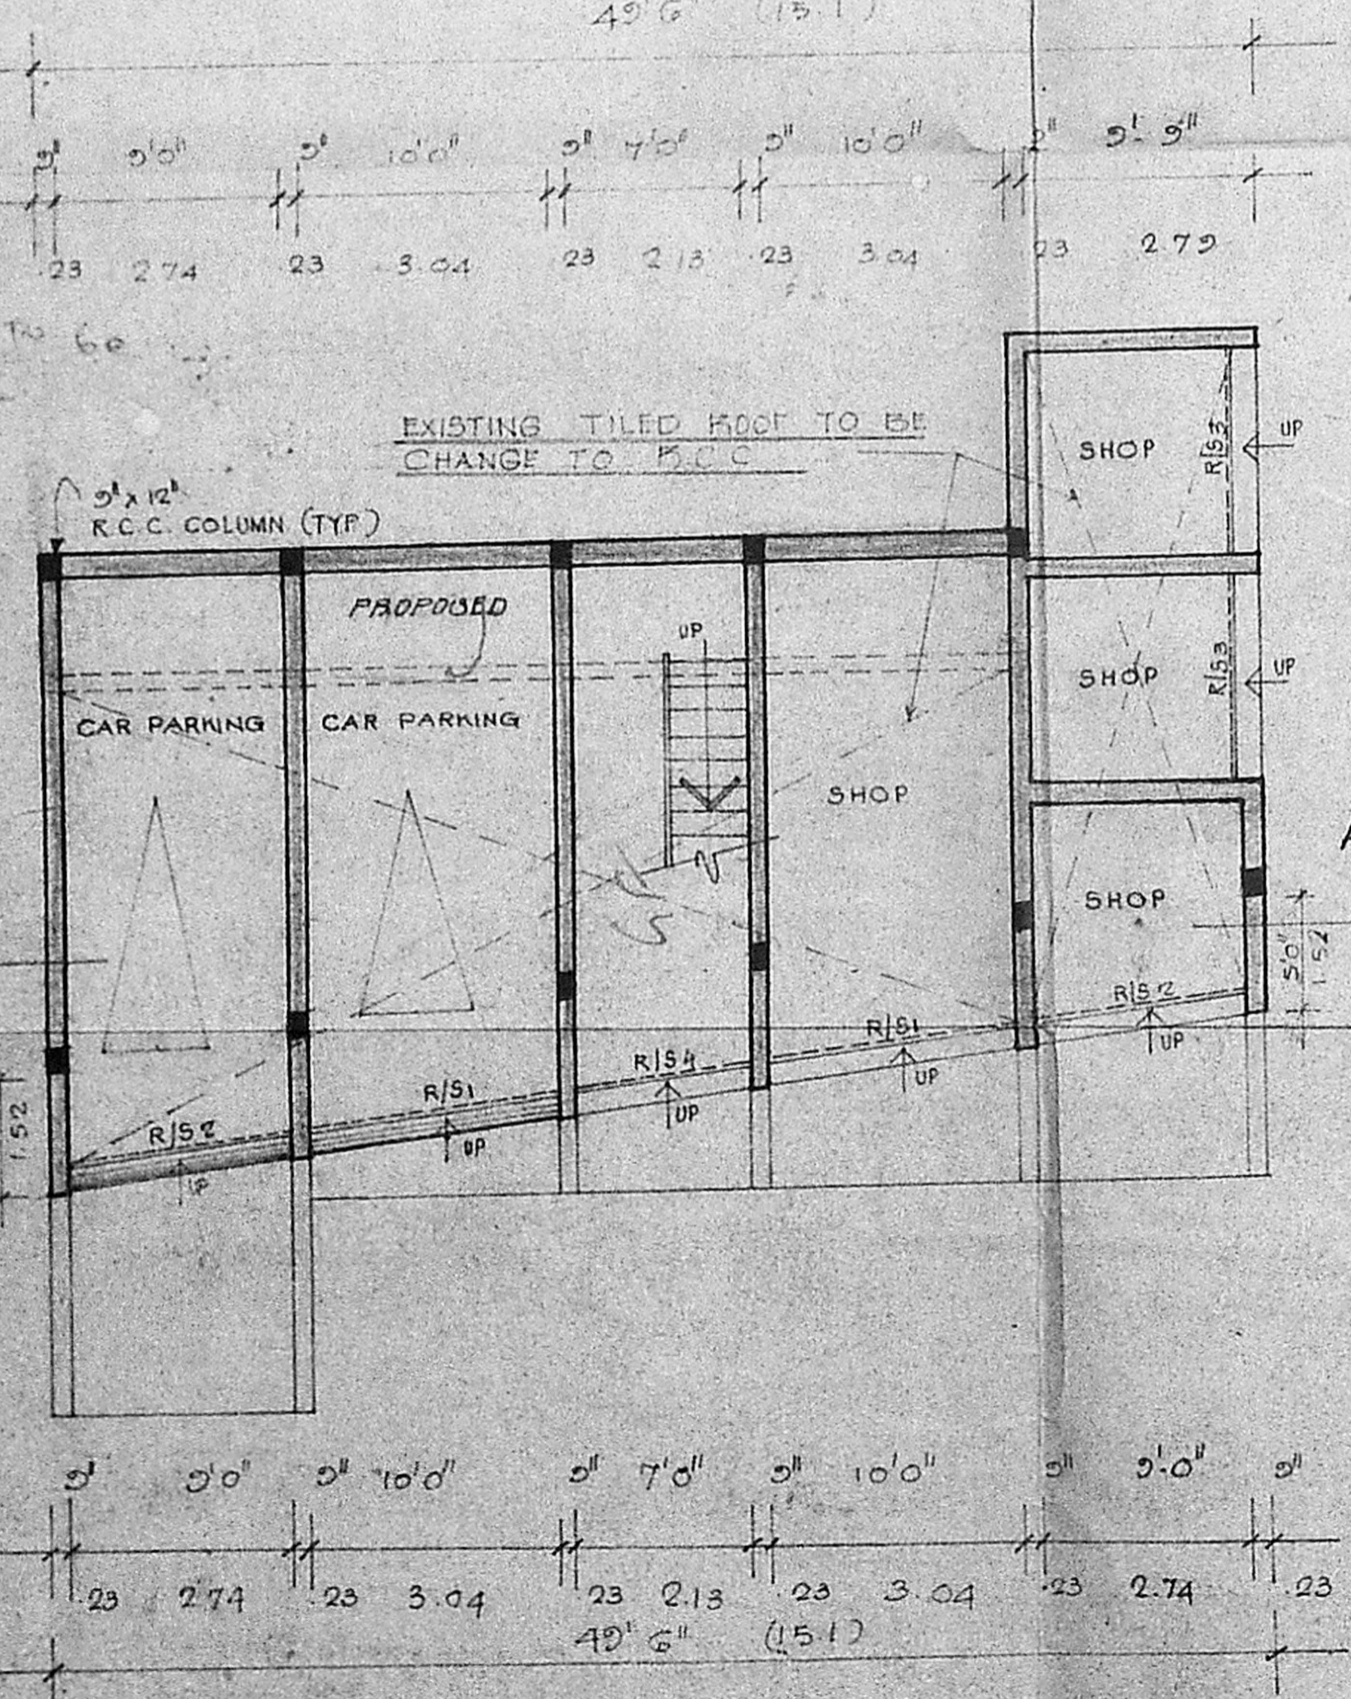 49'6" (15.1)
9" 9'0" 9" 10'0" 9" 7'0" 9" 10'0" 9" 9'-9"
.23 2.74 .23 3.04 .23 2.13 .23 3.04 .23 2.79
EXISTING TILED ROOF TO BE
CHANGE TO R.C.C
9" x 12"
R.C.C. COLUMN (TYP)
SHOP
R/S3
UP
PROPOSED
UP
SHOP
R/S3
UP
CAR PARKING
CAR PARKING
SHOP
SHOP
5'0"
1.52
R/S2
UP
R/S1
UP
R/S4
UP
R/S1
UP
R/S2
UP
1.52
9" 9'0" 9" 10'0" 9" 7'0" 9" 10'0" 9" 9'-0" 9"
.23 2.74 .23 3.04 .23 2.13 .23 3.04 .23 2.74 .23
49'6" (15.1)